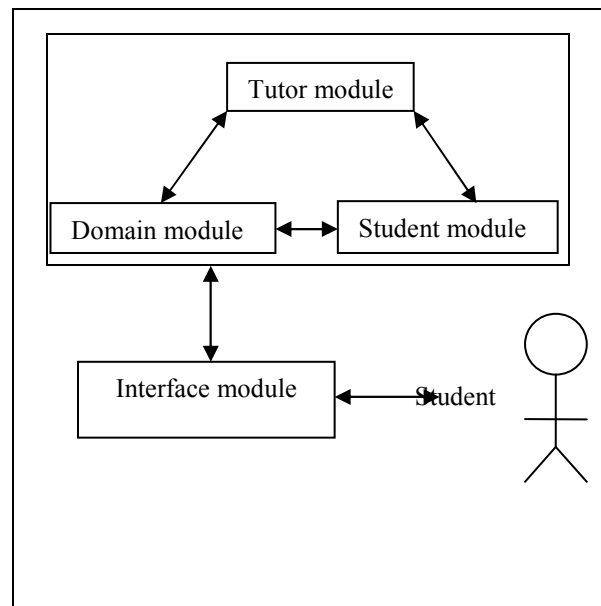 Tutor module
Domain module
Student module
Interface module
Student